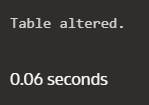 Table altered.
0.06 seconds